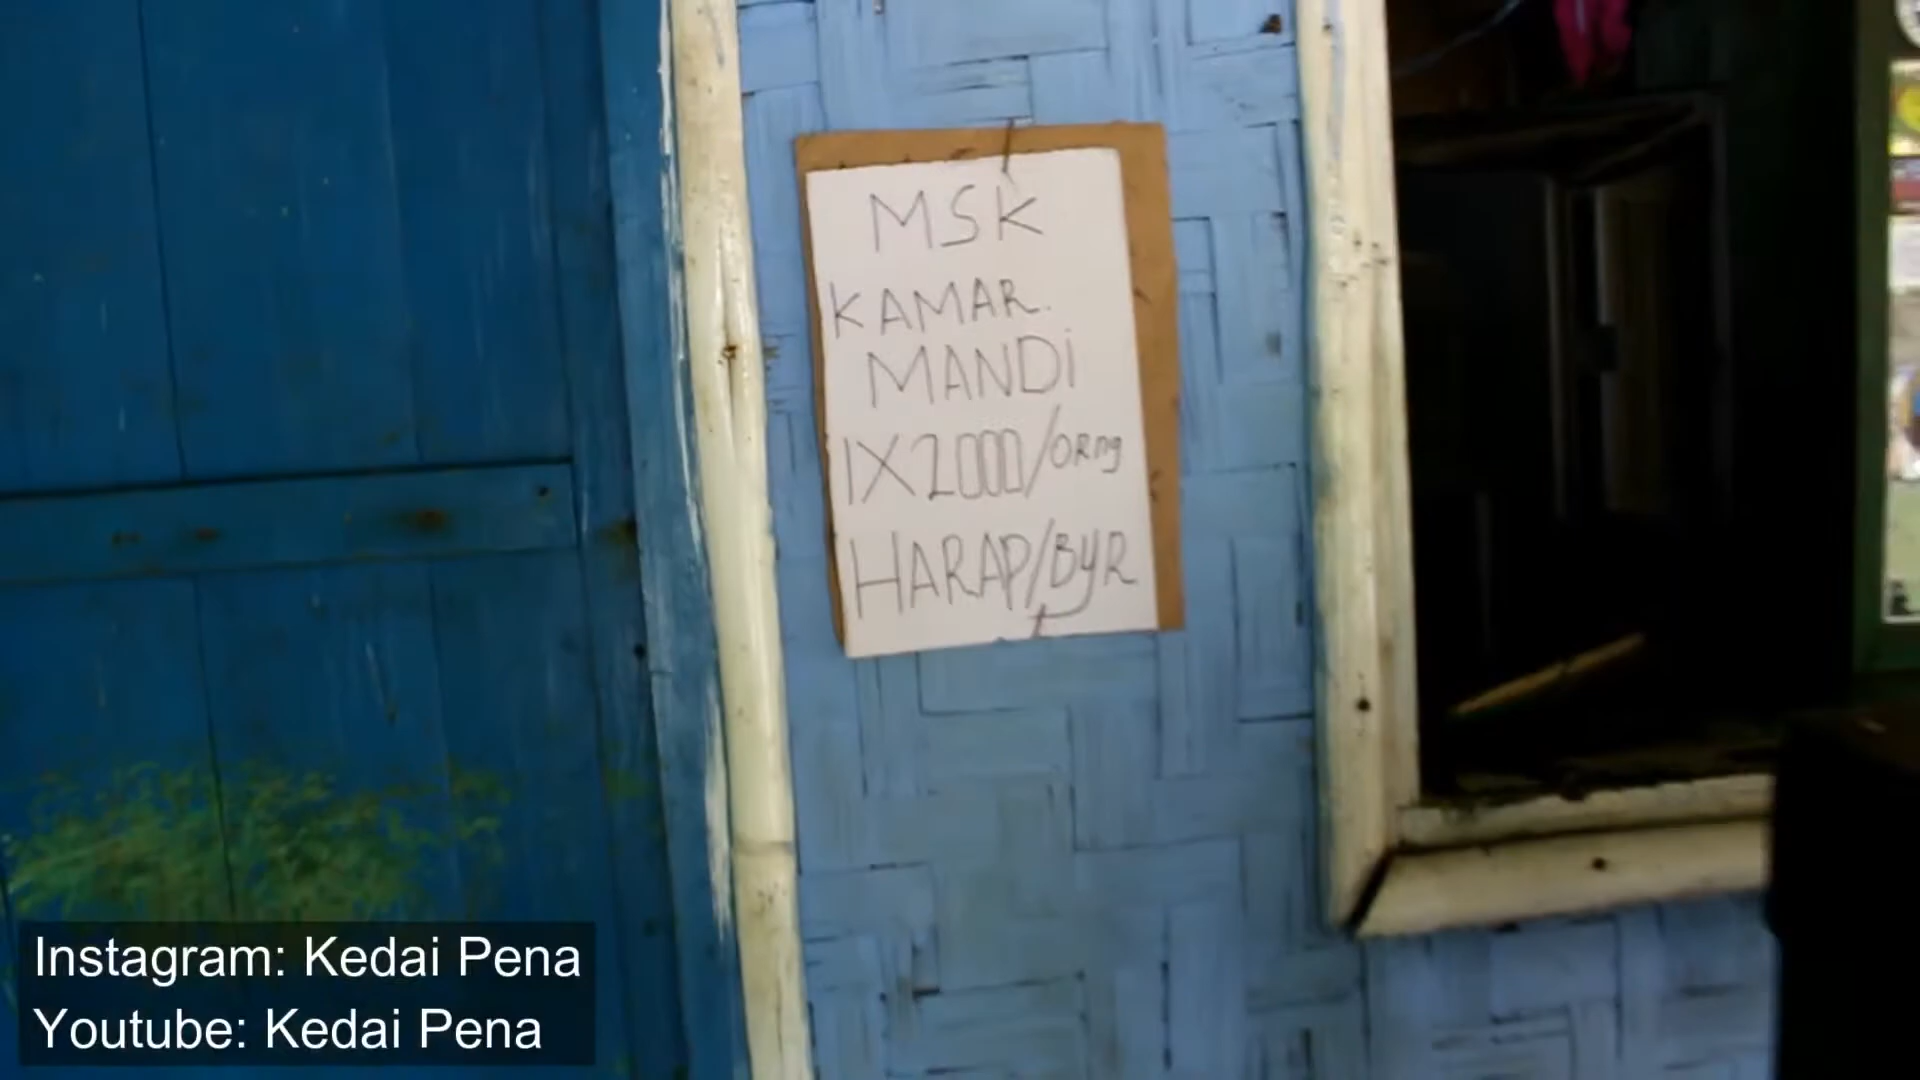 MSK
KAMAR.
MANDi
1X2000/ORng
HARAP/BYR
Instagram: Kedai Pena
Youtube: Kedai Pena